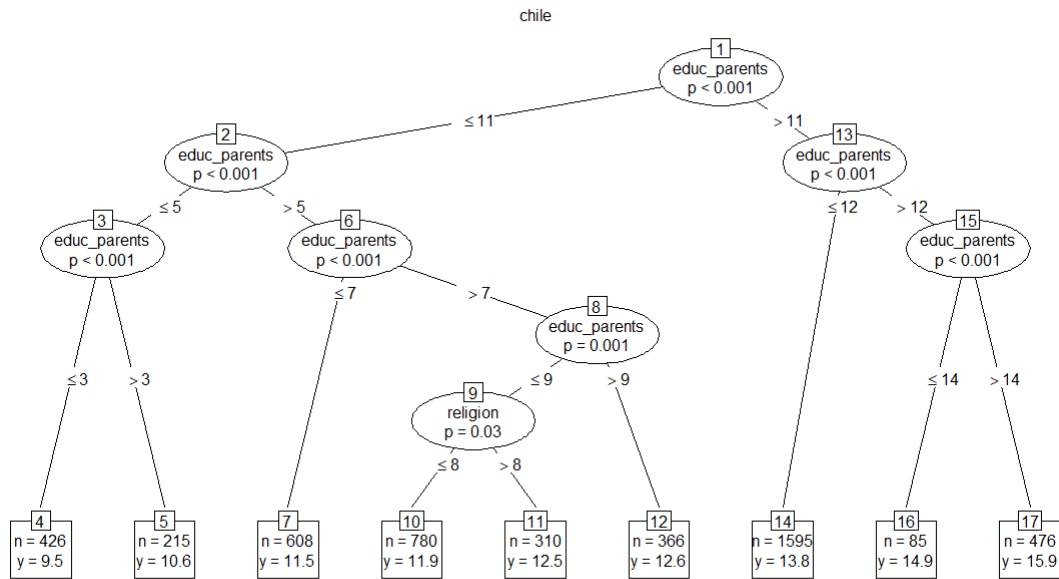 chile
1
educ_parents
p < 0.001
≤ 11
> 11
2
educ_parents
p < 0.001
13
educ_parents
p < 0.001
≤ 5
> 5
≤ 12
> 12
3
educ_parents
p < 0.001
6
educ_parents
p < 0.001
15
educ_parents
p < 0.001
≤ 7
> 7
8
educ_parents
p = 0.001
≤ 3
> 3
≤ 9
> 9
≤ 14
> 14
9
religion
p = 0.03
≤ 8
> 8
4
n = 426
y = 9.5
5
n = 215
y = 10.6
7
n = 608
y = 11.5
10
n = 780
y = 11.9
11
n = 310
y = 12.5
12
n = 366
y = 12.6
14
n = 1595
y = 13.8
16
n = 85
y = 14.9
17
n = 476
y = 15.9